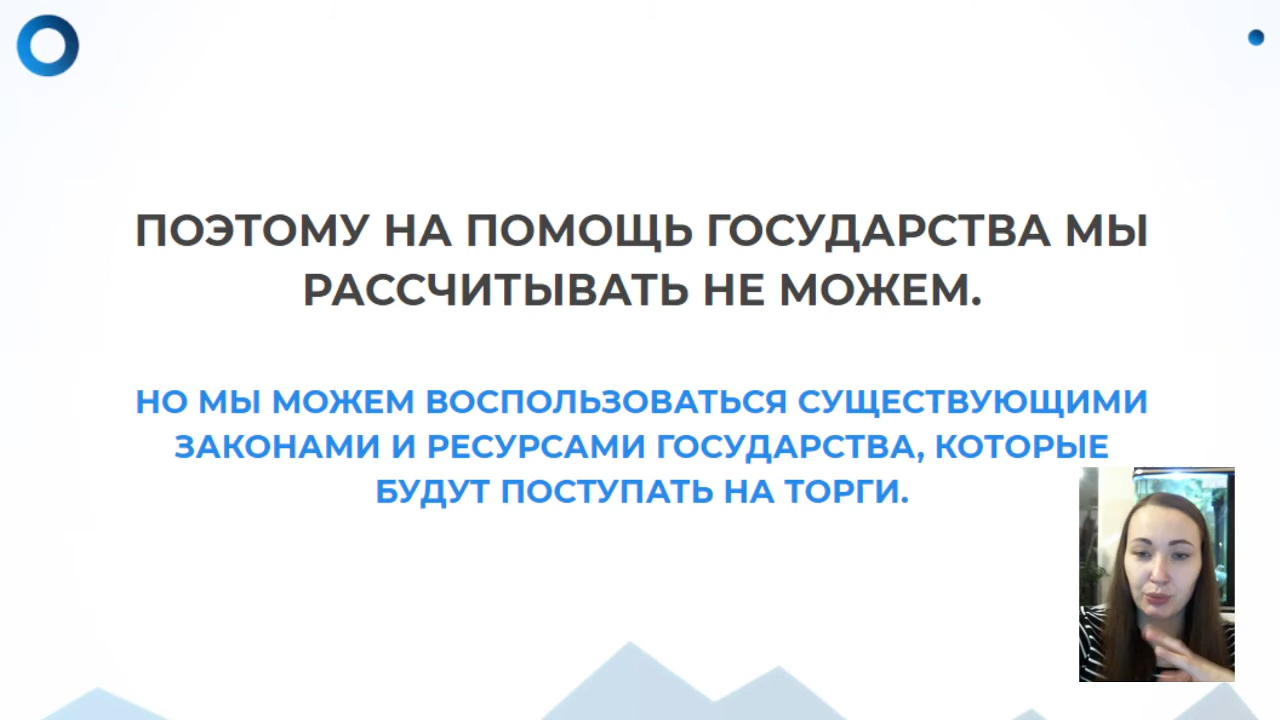 ПОЭТОМУ НА ПОМОЩЬ ГОСУДАРСТВА МЫ
РАССЧИТЫВАТЬ НЕ МОЖЕМ.
НО МЫ МОЖЕМ ВОСПОЛЬЗОВАТЬСЯ СУЩЕСТВУЮЩИМИ
ЗАКОНАМИ И РЕСУРСАМИ ГОСУДАРСТВА, КОТОРЫЕ
БУДУТ ПОСТУПАТЬ НА ТОРГИ.